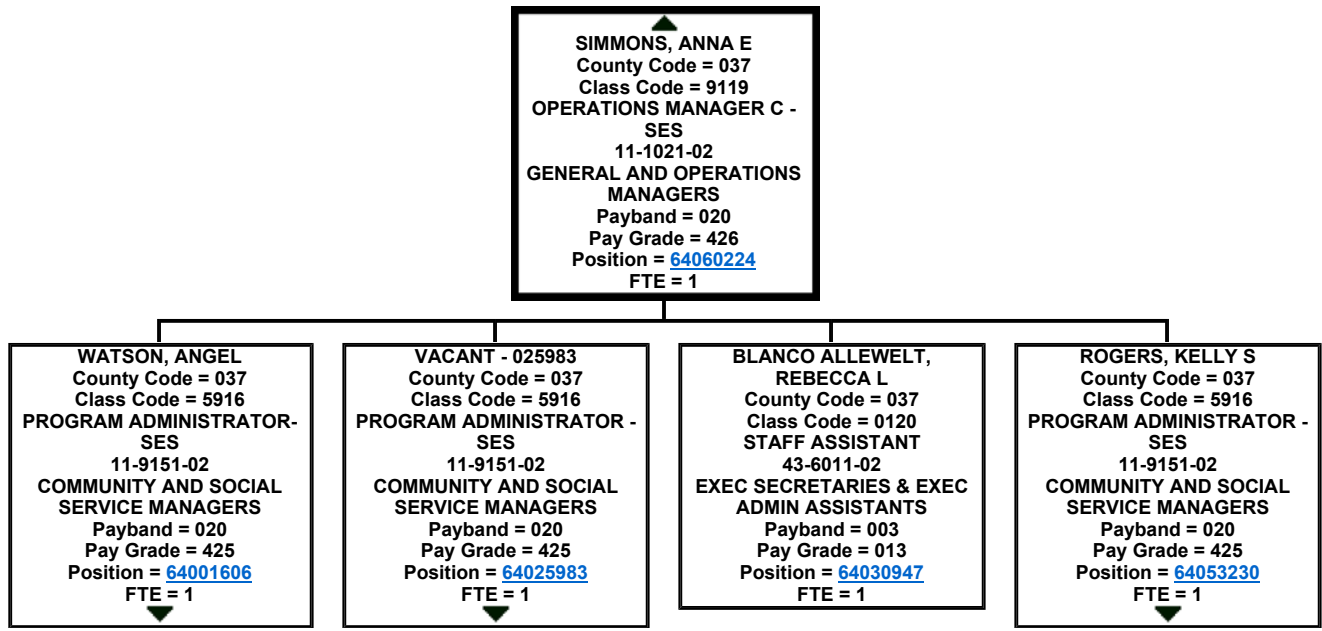 SIMMONS, ANNA E
County Code = 037
Class Code = 9119
OPERATIONS MANAGER C -
SES
11-1021-02
GENERAL AND OPERATIONS
MANAGERS
Payband = 020
Pay Grade = 426
Position = 64060224
FTE = 1
WATSON, ANGEL
County Code = 037
Class Code = 5916
PROGRAM ADMINISTRATOR-
SES
11-9151-02
COMMUNITY AND SOCIAL
SERVICE MANAGERS
Payband = 020
Pay Grade = 425
Position = 64001606
FTE = 1
VACANT - 025983
County Code = 037
Class Code = 5916
PROGRAM ADMINISTRATOR -
SES
11-9151-02
COMMUNITY AND SOCIAL
SERVICE MANAGERS
Payband = 020
Pay Grade = 425
Position = 64025983
FTE = 1
BLANCO ALLEWELT,
REBECCA L
County Code = 037
Class Code = 0120
STAFF ASSISTANT
43-6011-02
EXEC SECRETARIES & EXEC
ADMIN ASSISTANTS
Payband = 003
Pay Grade = 013
Position = 64030947
FTE = 1
ROGERS, KELLY S
County Code = 037
Class Code = 5916
PROGRAM ADMINISTRATOR -
SES
11-9151-02
COMMUNITY AND SOCIAL
SERVICE MANAGERS
Payband = 020
Pay Grade = 425
Position = 64053230
FTE = 1